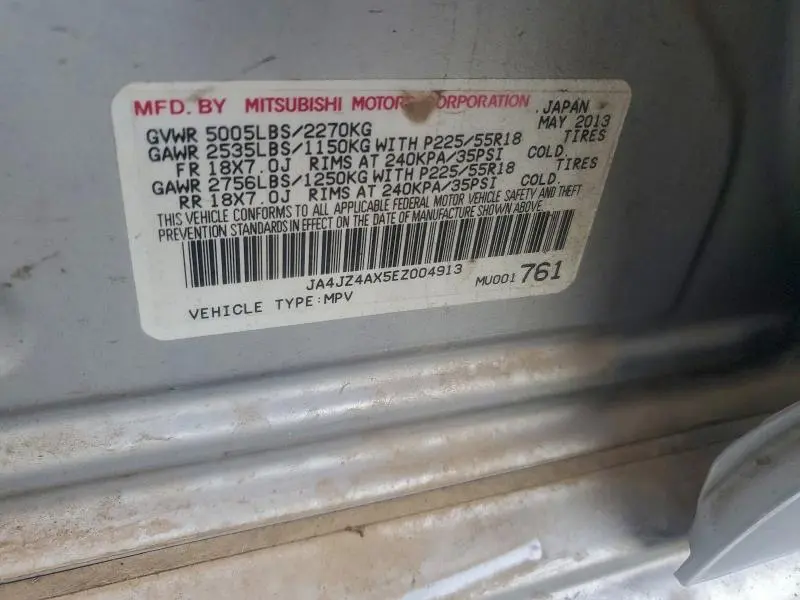 MFD. BY MITSUBISHI MOTORS CORPORATION JAPAN
GVWR 5005LBS/2270KG MAY 2013
GAWR 2535LBS/1150KG WITH P225/55R18 TIRES
FR 18X7.0J RIMS AT 240KPA/35PSI COLD.
GAWR 2756LBS/1250KG WITH P225/55R18 TIRES
RR 18X7.0J RIMS AT 240KPA/35PSI COLD.
THIS VEHICLE CONFORMS TO ALL APPLICABLE FEDERAL MOTOR VEHICLE SAFETY AND THEFT
PREVENTION STANDARDS IN EFFECT ON THE DATE OF MANUFACTURE SHOWN ABOVE.
JA4JZ4AX5EZ004913 MU001 761
VEHICLE TYPE:MPV